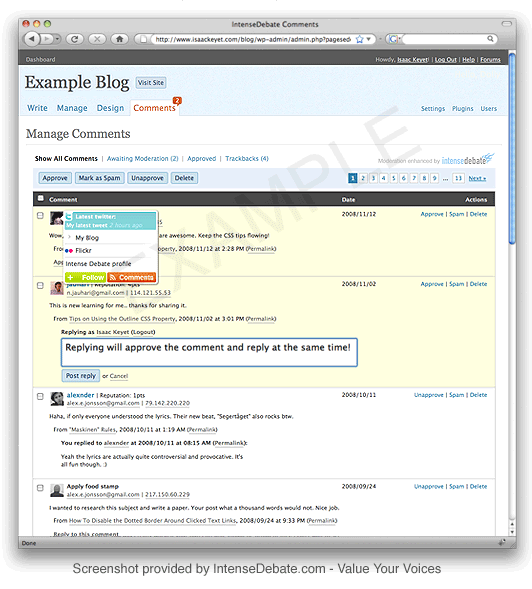 IntenseDebate Comments
http://www.isaackeyet.com/blog/wp-admin/admin.php?pagesed
Dashboard
Howdy, Isaac Keyet! | Log Out | Help | Forums
Example Blog Visit Site
Write Manage Design Comments 2
Settings Plugins Users
Manage Comments
Show All Comments | Awaiting Moderation (2) | Approved | Trackbacks (4)
Moderation enhanced by intensedebate
Approve Mark as Spam Unapprove Delete
1 2 3 4 5 6 7 8 9 ... 13 Next »
Comment Date Actions
EXAMPLE
Latest twitter:
My latest tweet 2 hours ago
2008/11/12 Approve | Spam | Delete
Wow, are awesome. Keep the CSS tips flowing!
My Blog
From /2008/11/12 at 2:28 PM (Permalink)
Flickr
Intense Debate profile
+ Follow Comments
Jauhari | Reputation: 4pts
2008/11/02 Approve | Spam | Delete
n.jauhari@gmail.com | 114.121.55.53
This is new learning for me.. thanks for sharing it.
From Tips on Using the Outline CSS Property, 2008/11/02 at 3:01 PM (Permalink)
Replying as Isaac Keyet (Logout)
Replying will approve the comment and reply at the same time!
Post reply or Cancel
alexnder | Reputation: 1pts
2008/10/11 Unapprove | Spam | Delete
alex.e.jonsson@gmail.com | 79.142.220.220
Haha, if only everyone understood the lyrics. Their new beat, "Segertåget" also rocks btw.
From "Maskinen" Rules, 2008/10/11 at 1:19 AM (Permalink)
You replied to alexnder at 2008/10/11 at 08:15 AM (Permalink):
Yeah the lyrics are actually quite controversial and provocative. It's
all fun though. :)
Apply food stamp
2008/09/24 Unapprove | Spam | Delete
alex.e.jonsson@gmail.com | 217.150.60.229
I wanted to research this subject and write a paper. Your post what a thousand words would not. Nice job.
From How To Disable the Dotted Border Around Clicked Text Links, 2008/09/24 at 9:33 PM (Permalink)
Reply to this comment
Done
Screenshot provided by IntenseDebate.com - Value Your Voices